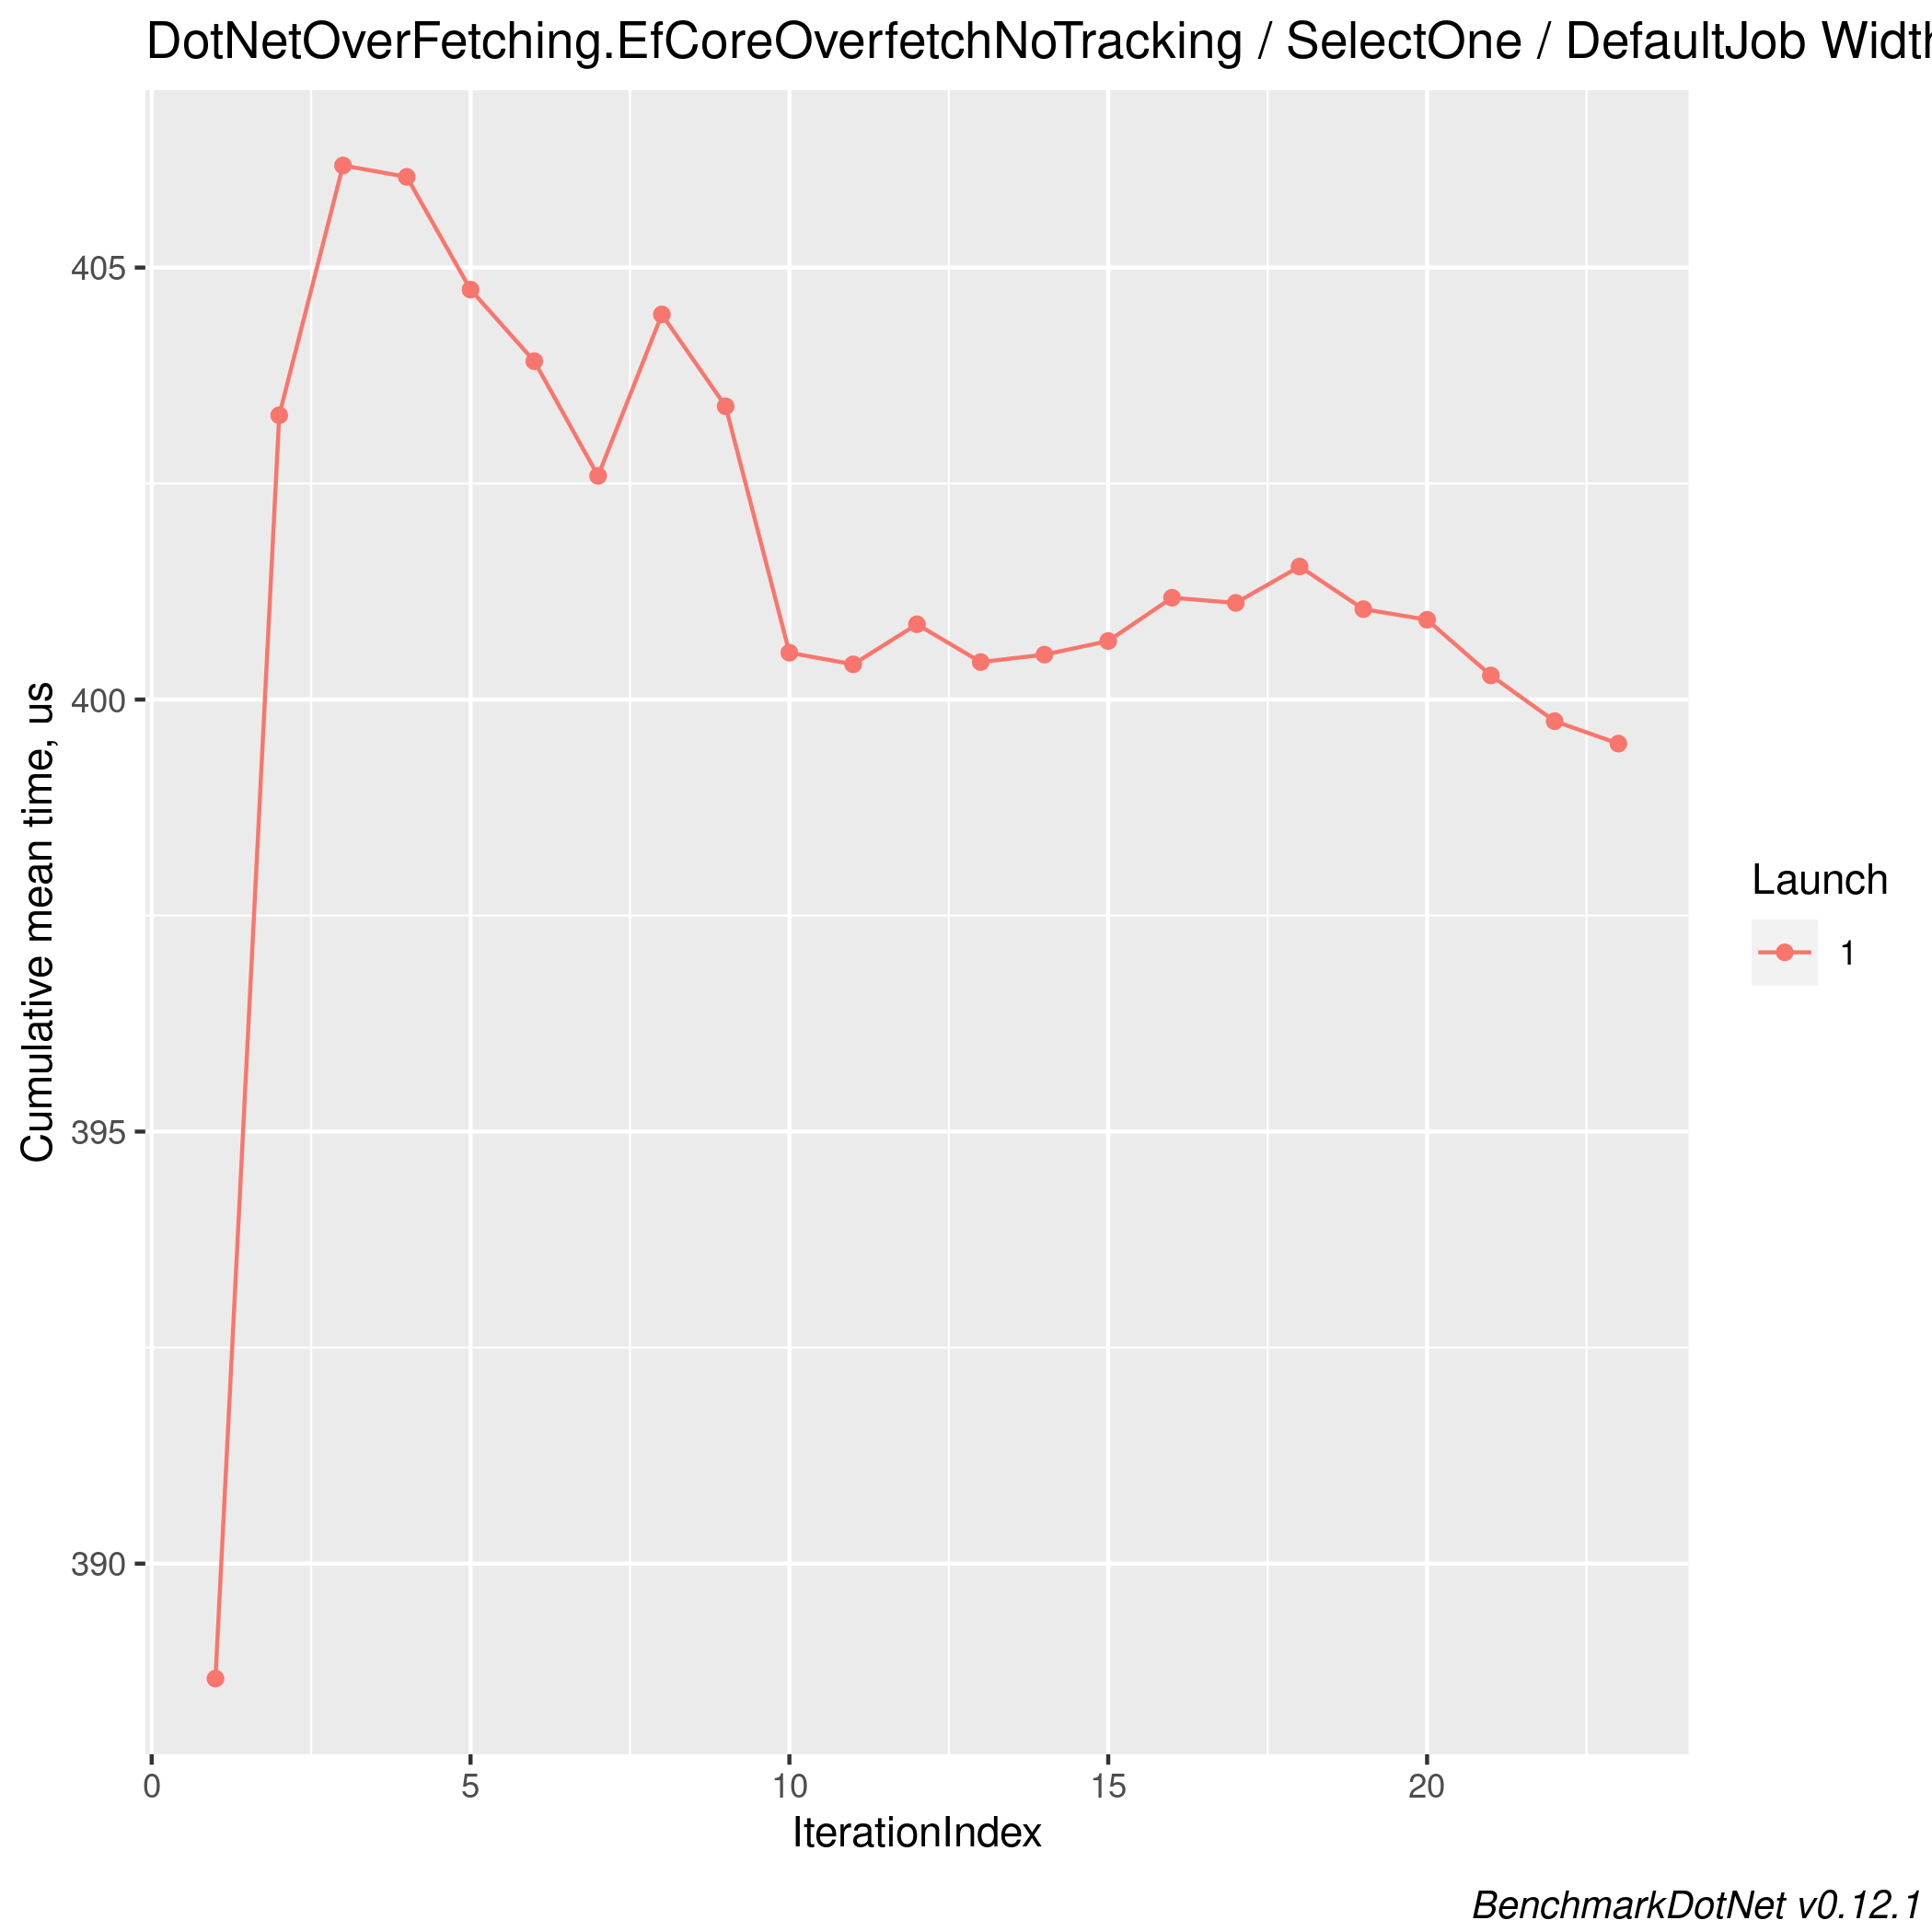 DotNetOverFetching.EfCoreOverfetchNoTracking / SelectOne / DefaultJob Width
Cumulative mean time, us
405
400
395
390
0 5 10 15 20
IterationIndex
Launch
1
BenchmarkDotNet v0.12.1